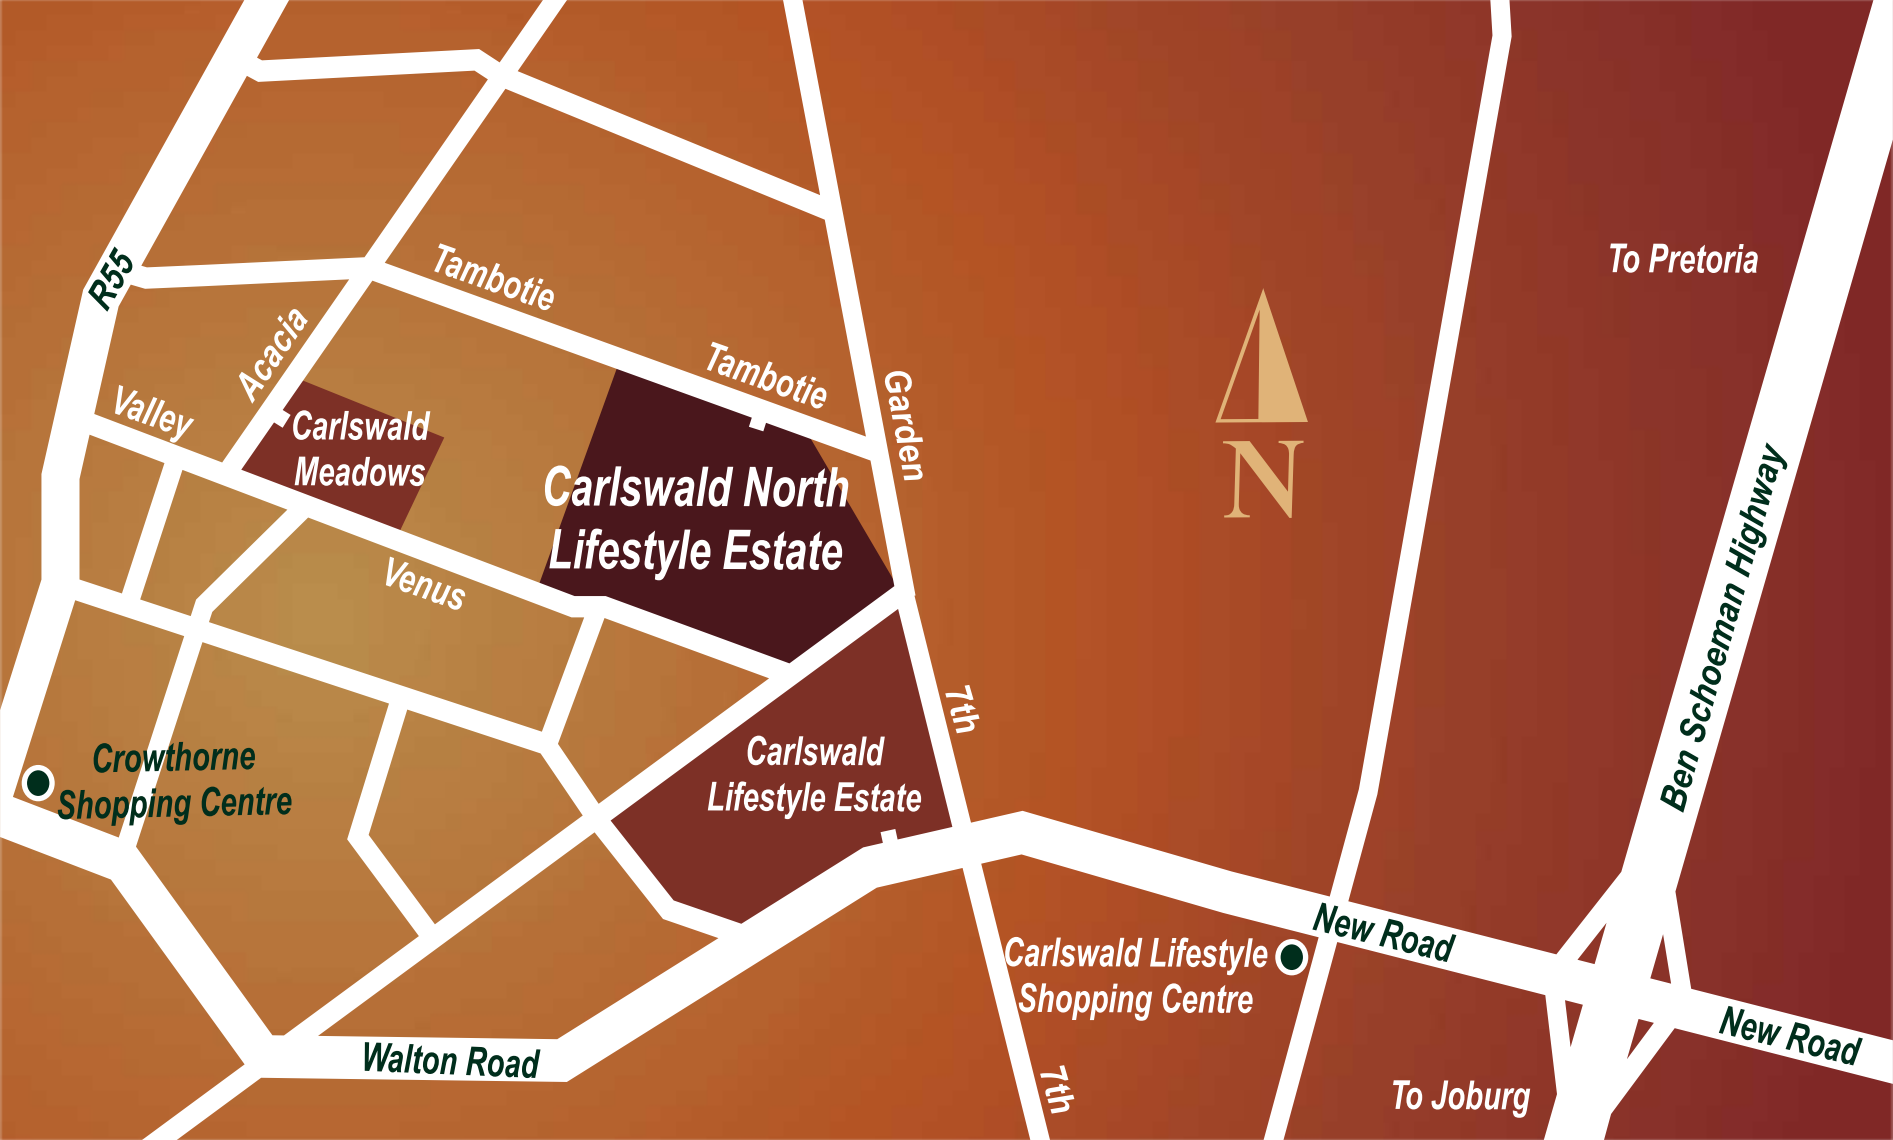 R55
Tambotie
Tambotie
To Pretoria
Acacia
Valley
Garden
Carlswald
Meadows
Carlswald North
Lifestyle Estate
N
Ben Schoeman Highway
Venus
7th
Crowthorne
Shopping Centre
Carlswald
Lifestyle Estate
New Road
Carlswald Lifestyle
Shopping Centre
New Road
Walton Road
7th
To Joburg